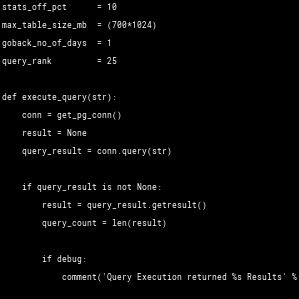 stats_off_pct      = 10
max_table_size_mb  = (700*1024)
goback_no_of_days  = 1
query_rank         = 25
def execute_query(str):
    conn = get_pg_conn()
    result = None
    query_result = conn.query(str)
    if query_result is not None:
        result = query_result.getresult()
        query_count = len(result)
        if debug:
            comment('Query Execution returned %s Results' %